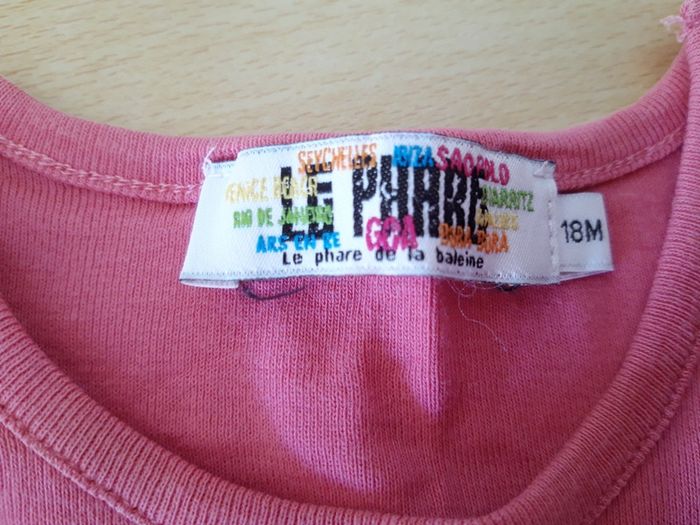 SEYCHELLES IBIZA SAO PAOLO
VENICE BEACH LE PHARE BIARRITZ
RIO DE JANEIRO
ARS EN RE GOA BORA BORA
Le phare de la baleine
18M